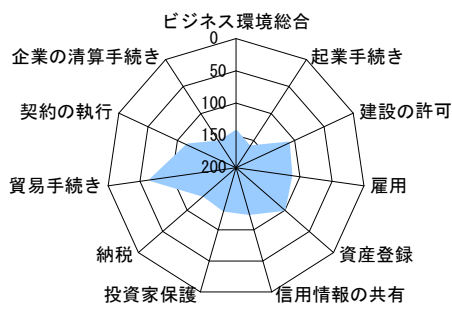 ビジネス環境総合
0
企業の清算手続き
起業手続き
50
契約の執行
100
建設の許可
150
200
貿易手続き
雇用
納税
資産登録
投資家保護
信用情報の共有